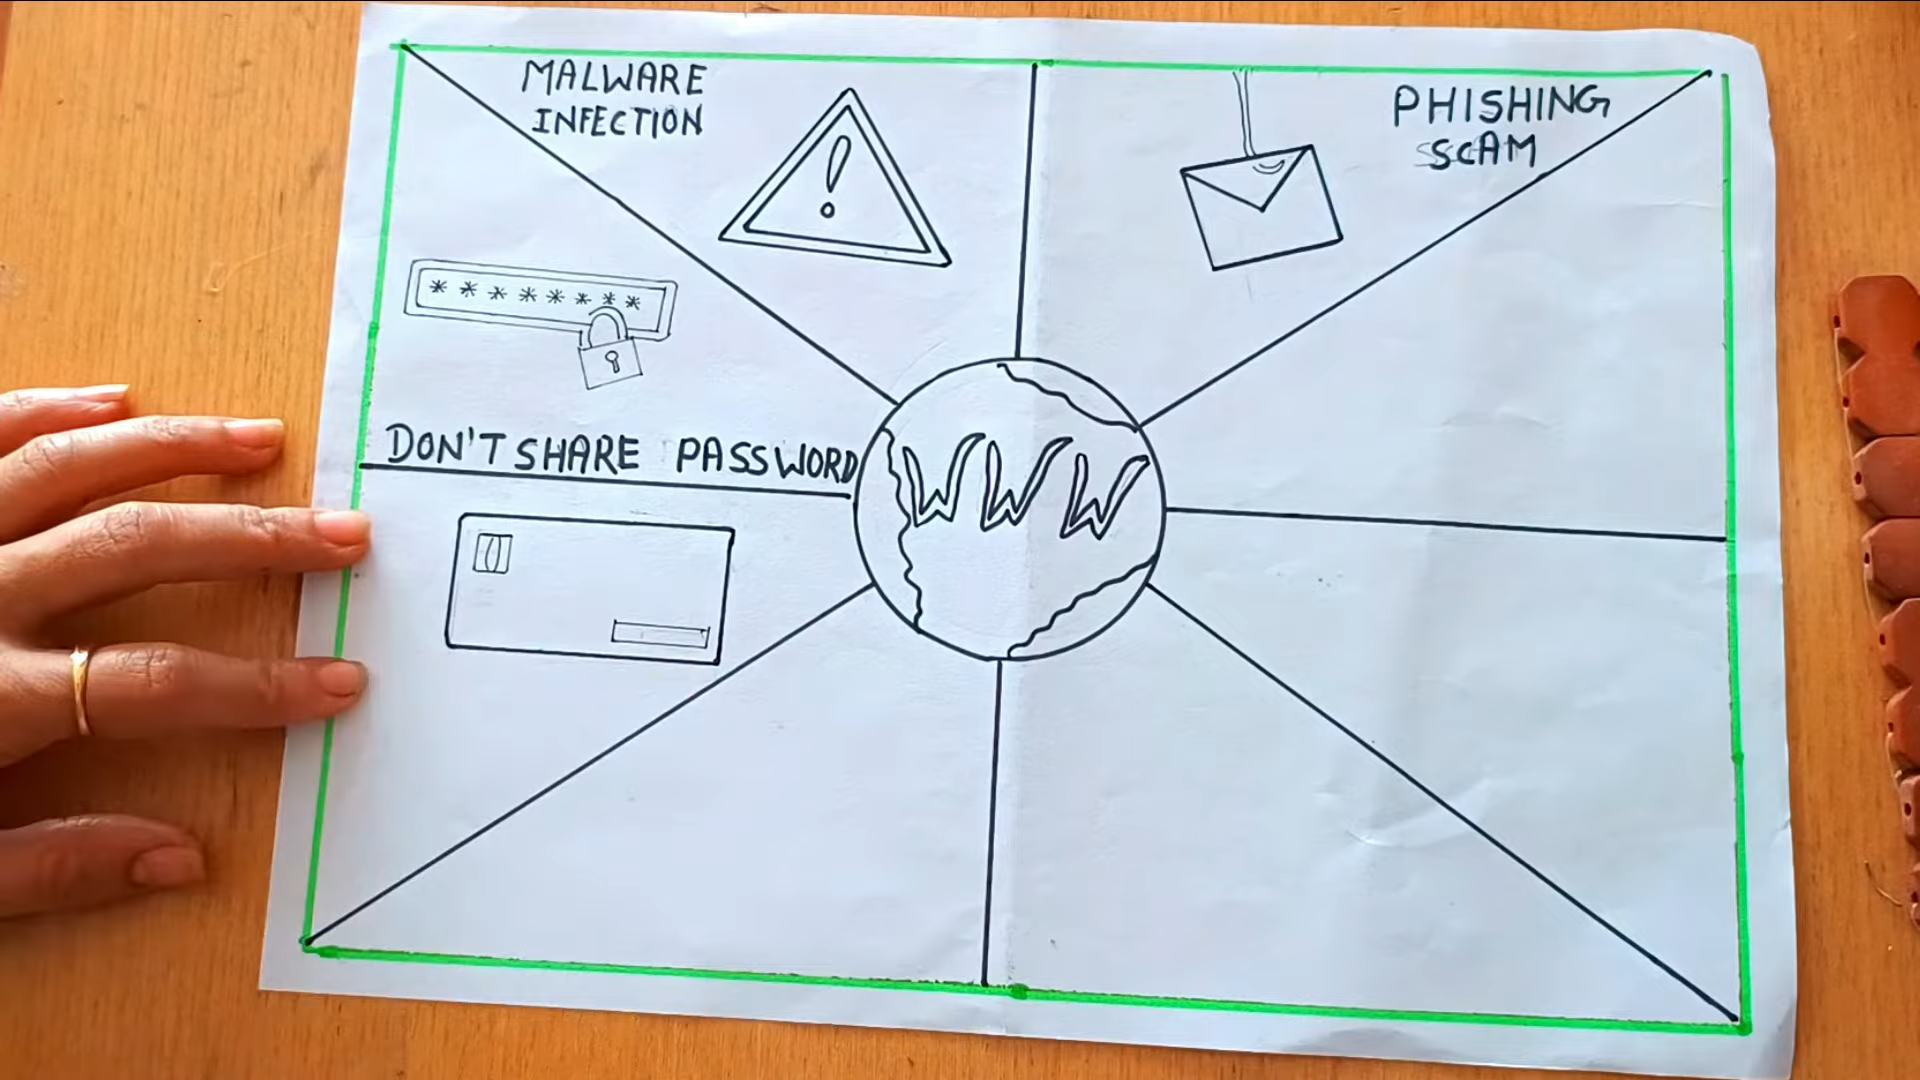 MALWARE
INFECTION
PHISHING
SCAM
* * * * * * * *
DON'T SHARE PASSWORD
WWW